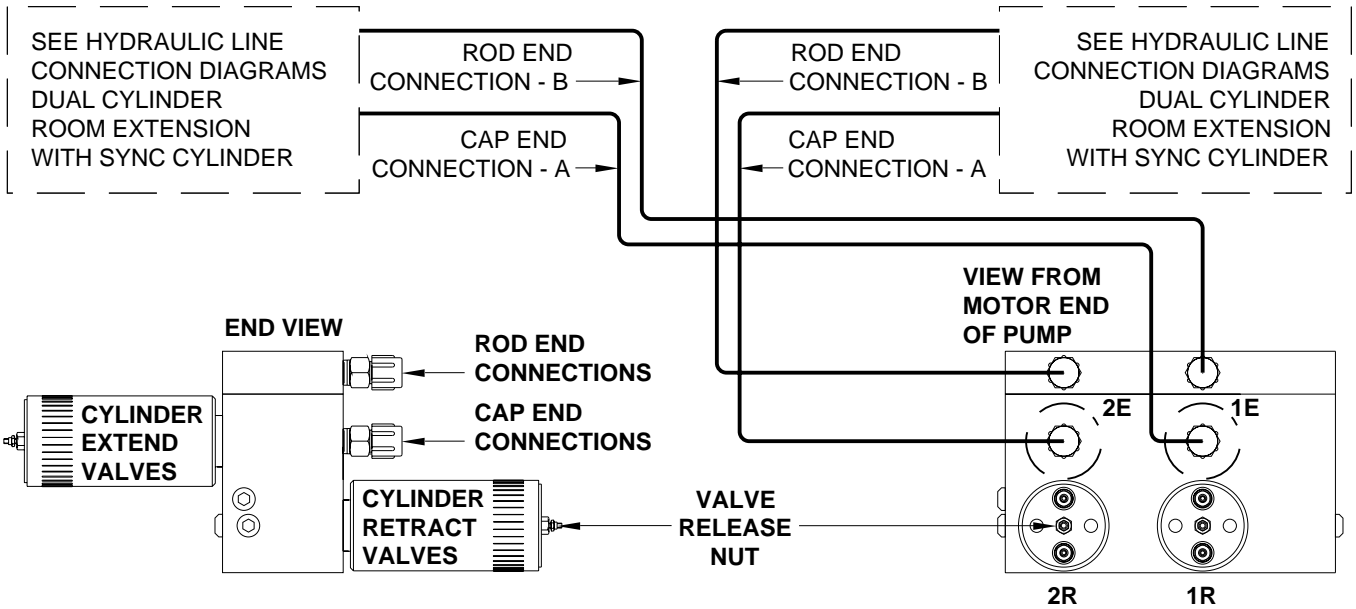 SEE HYDRAULIC LINE
CONNECTION DIAGRAMS
DUAL CYLINDER
ROOM EXTENSION
WITH SYNC CYLINDER
ROD END
CONNECTION - B
CAP END
CONNECTION - A
ROD END
CONNECTION - B
CAP END
CONNECTION - A
SEE HYDRAULIC LINE
CONNECTION DIAGRAMS
DUAL CYLINDER
ROOM EXTENSION
WITH SYNC CYLINDER
END VIEW
ROD END
CONNECTIONS
CAP END
CONNECTIONS
CYLINDER
EXTEND
VALVES
CYLINDER
RETRACT
VALVES
VALVE
RELEASE
NUT
VIEW FROM
MOTOR END
OF PUMP
2E
1E
2R
1R